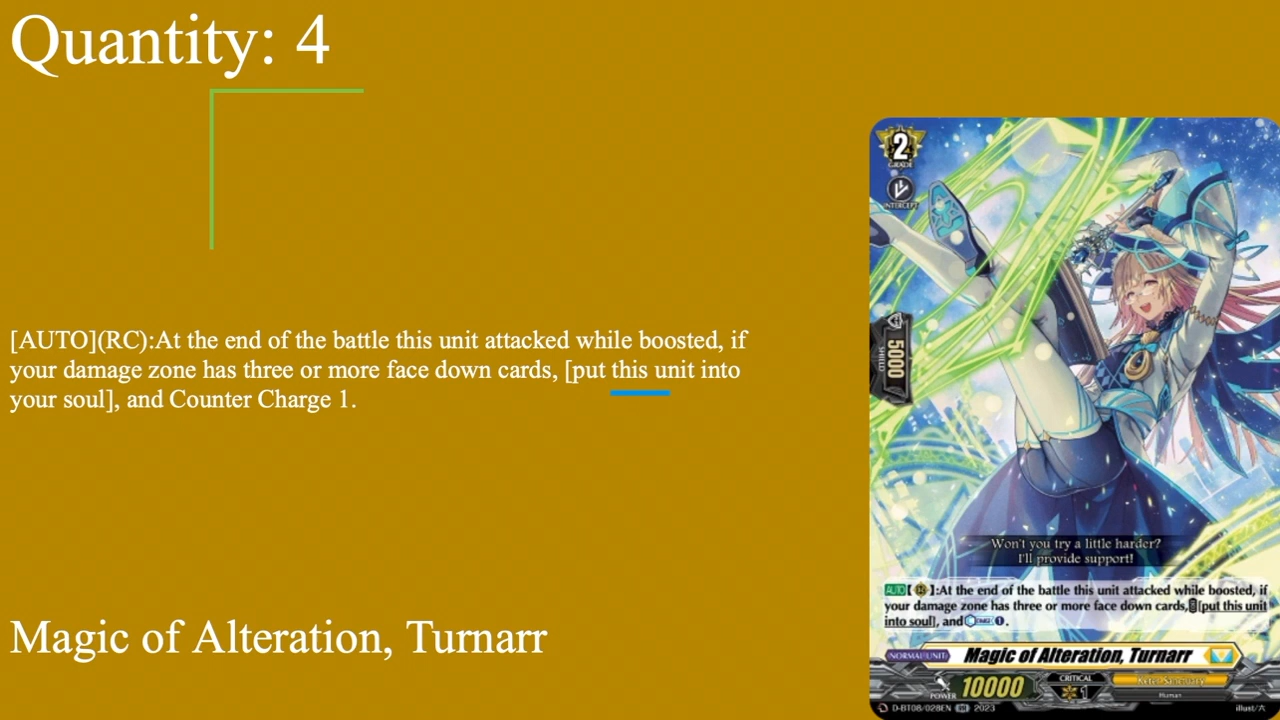 Quantity: 4
[AUTO](RC):At the end of the battle this unit attacked while boosted, if
your damage zone has three or more face down cards, [put this unit into
your soul], and Counter Charge 1.
Magic of Alteration, Turnarr
2
GRADE
INTERCEPT
5000
SHIELD
Won't you try a little harder?
I'll provide support!
AUTO [ ]:At the end of the battle this unit attacked while boosted, if
your damage zone has three or more face down cards, [put this unit
into soul], and 1.
NORMAL UNIT
Magic of Alteration, Turnarr
POWER 10000
CRITICAL
1
Keter Sanctuary
Human
D-BT08/028EN RR 2023
illust/六